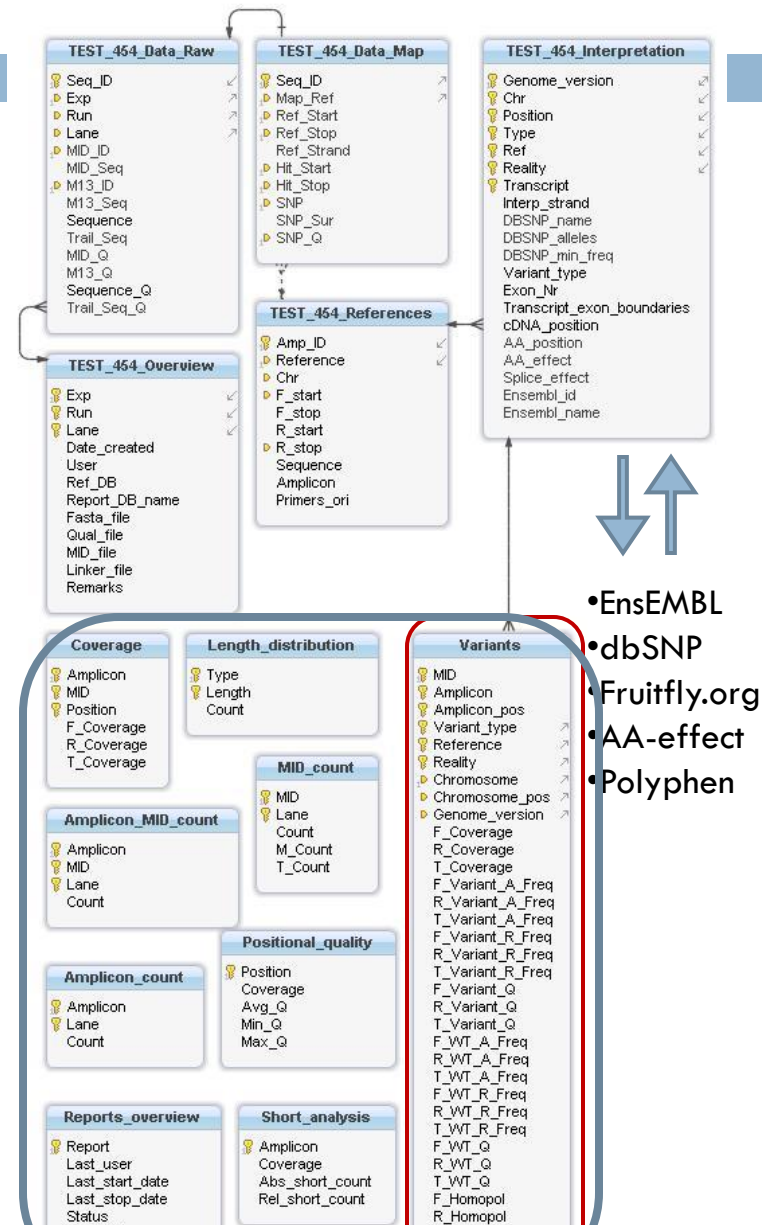 TEST_454_Data_Raw
Seq_ID
Exp
Run
Lane
MID_ID
MID_Seq
M13_ID
M13_Seq
Sequence
Trail_Seq
MID_Q
M13_Q
Sequence_Q
Trail_Seq_Q
TEST_454_Data_Map
Seq_ID
Map_Ref
Ref_Start
Ref_Stop
Ref_Strand
Hit_Start
Hit_Stop
SNP
SNP_Sur
SNP_Q
TEST_454_Interpretation
Genome_version
Chr
Position
Type
Ref
Reality
Transcript
Interp_strand
DBSNP_name
DBSNP_alleles
DBSNP_min_freq
Variant_type
Exon_Nr
Transcript_exon_boundaries
cDNA_position
AA_position
AA_effect
Splice_effect
Ensembl_id
Ensembl_name
TEST_454_Overview
Exp
Run
Lane
Date_created
User
Ref_DB
Report_DB_name
Fasta_file
Qual_file
MID_file
Linker_file
Remarks
TEST_454_References
Amp_ID
Reference
Chr
F_start
F_stop
R_start
R_stop
Sequence
Amplicon
Primers_ori
•EnsEMBL
•dbSNP
•Fruitfly.org
•AA-effect
•Polyphen
Coverage
Amplicon
MID
Position
F_Coverage
R_Coverage
T_Coverage
Length_distribution
Type
Length
Count
MID_count
MID
Lane
Count
M_Count
T_Count
Amplicon_MID_count
Amplicon
MID
Lane
Count
Positional_quality
Position
Coverage
Avg_Q
Min_Q
Max_Q
Amplicon_count
Amplicon
Lane
Count
Reports_overview
Report
Last_user
Last_start_date
Last_stop_date
Status
Short_analysis
Amplicon
Coverage
Abs_short_count
Rel_short_count
Variants
MID
Amplicon
Amplicon_pos
Variant_type
Reference
Reality
Chromosome
Chromosome_pos
Genome_version
F_Coverage
R_Coverage
T_Coverage
F_Variant_A_Freq
R_Variant_A_Freq
T_Variant_A_Freq
F_Variant_R_Freq
R_Variant_R_Freq
T_Variant_R_Freq
F_Variant_Q
R_Variant_Q
T_Variant_Q
F_WT_A_Freq
R_WT_A_Freq
T_WT_A_Freq
F_WT_R_Freq
R_WT_R_Freq
T_WT_R_Freq
F_WT_Q
R_WT_Q
T_WT_Q
F_Homopol
R_Homopol